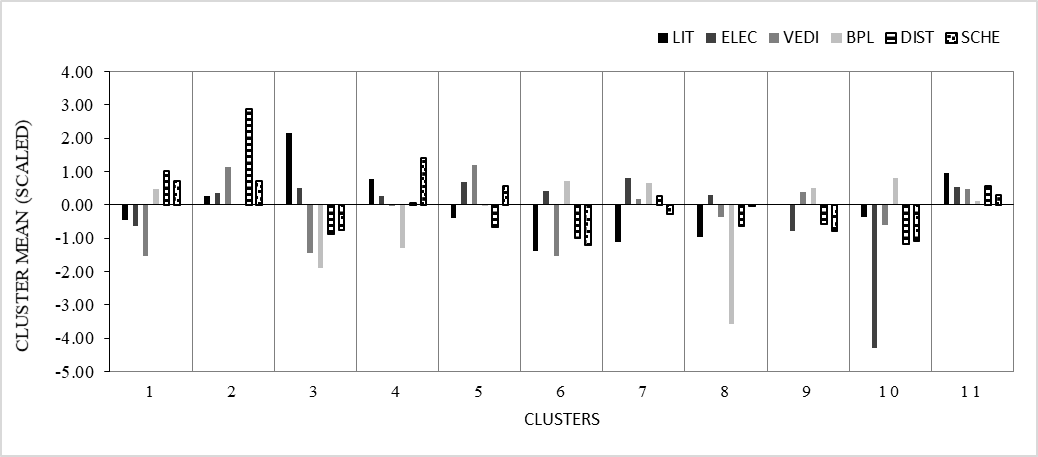 LIT ELEC VEDI BPL DIST SCHE
4.00
3.00
2.00
1.00
0.00
-1.00
-2.00
-3.00
-4.00
-5.00
CLUSTER MEAN (SCALED)
1 2 3 4 5 6 7 8 9 10 11
CLUSTERS